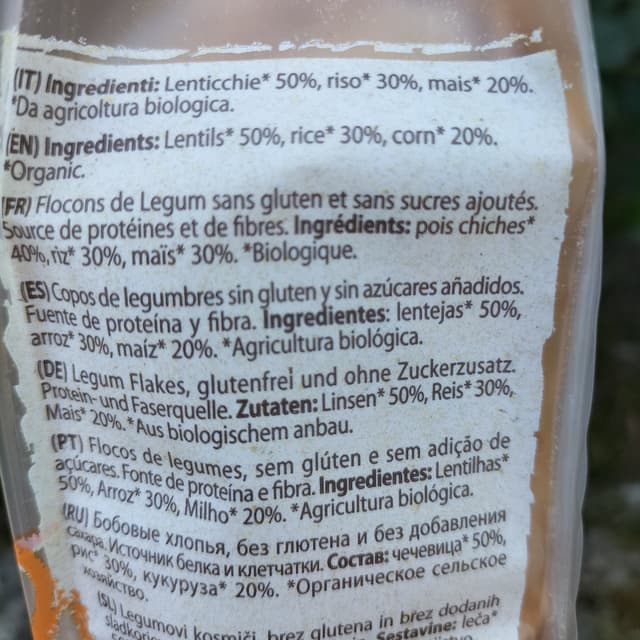 (IT) Ingredienti: Lenticchie* 50%, riso* 30%, mais* 20%.
*Da agricoltura biologica.
(EN) Ingredients: Lentils* 50%, rice* 30%, corn* 20%.
*Organic.
(FR) Flocons de Legum sans gluten et sans sucres ajoutés.
Source de protéines et de fibres. Ingrédients: pois chiches*
40%, riz* 30%, maïs* 30%. *Biologique.
(ES) Copos de legumbres sin gluten y sin azúcares añadidos.
Fuente de proteína y fibra. Ingredientes: lentejas* 50%,
arroz* 30%, maíz* 20%. *Agricultura biológica.
(DE) Legum Flakes, glutenfrei und ohne Zuckerzusatz.
Protein- und Faserquelle. Zutaten: Linsen* 50%, Reis* 30%,
Mais* 20%. *Aus biologischem anbau.
(PT) Flocos de legumes, sem glúten e sem adição de
açúcares. Fonte de proteína e fibra. Ingredientes: Lentilhas*
50%, Arroz* 30%, Milho* 20%. *Agricultura biológica.
(RU) Бобовые хлопья, без глютена и без добавления
сахара. Источник белка и клетчатки. Состав: чечевица* 50%,
рис* 30%, кукуруза* 20%. *Органическое сельское
хозяйство.
(SL) Legumovi kosmiči, brez glutena in brez dodanih
Sestavine: leča*